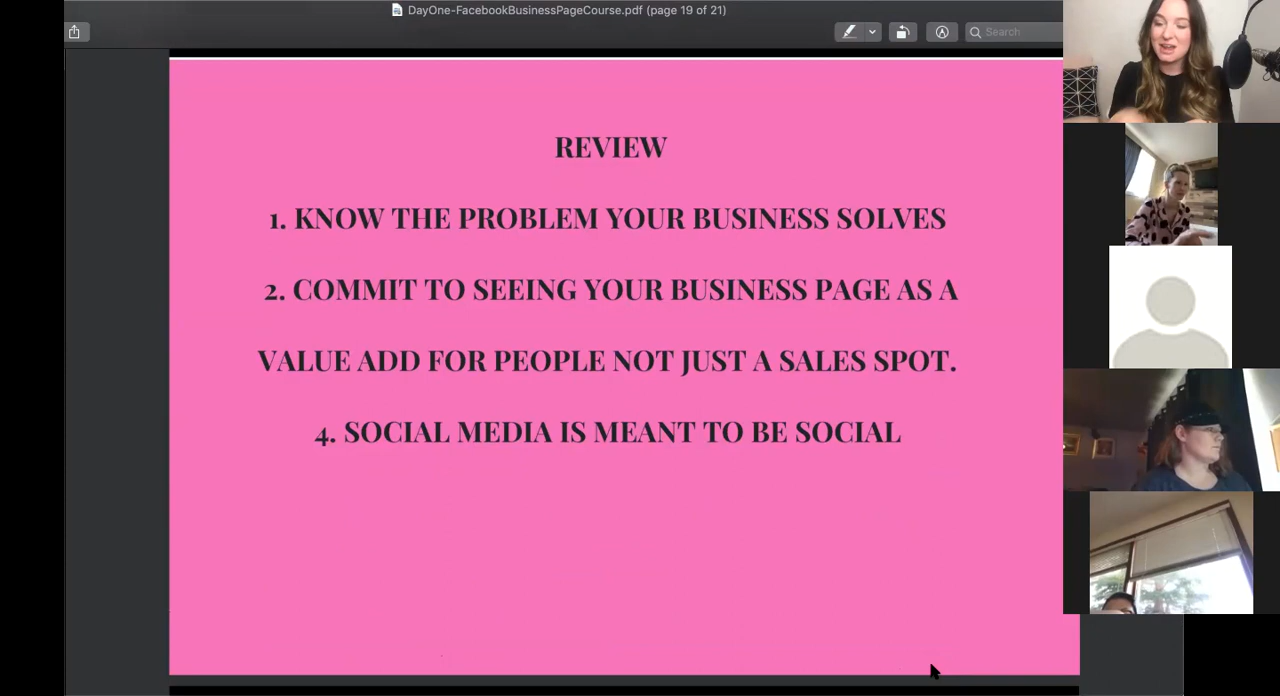 DayOne-FacebookBusinessPageCourse.pdf (page 19 of 21)
Search
REVIEW
1. KNOW THE PROBLEM YOUR BUSINESS SOLVES
2. COMMIT TO SEEING YOUR BUSINESS PAGE AS A
VALUE ADD FOR PEOPLE NOT JUST A SALES SPOT.
4. SOCIAL MEDIA IS MEANT TO BE SOCIAL